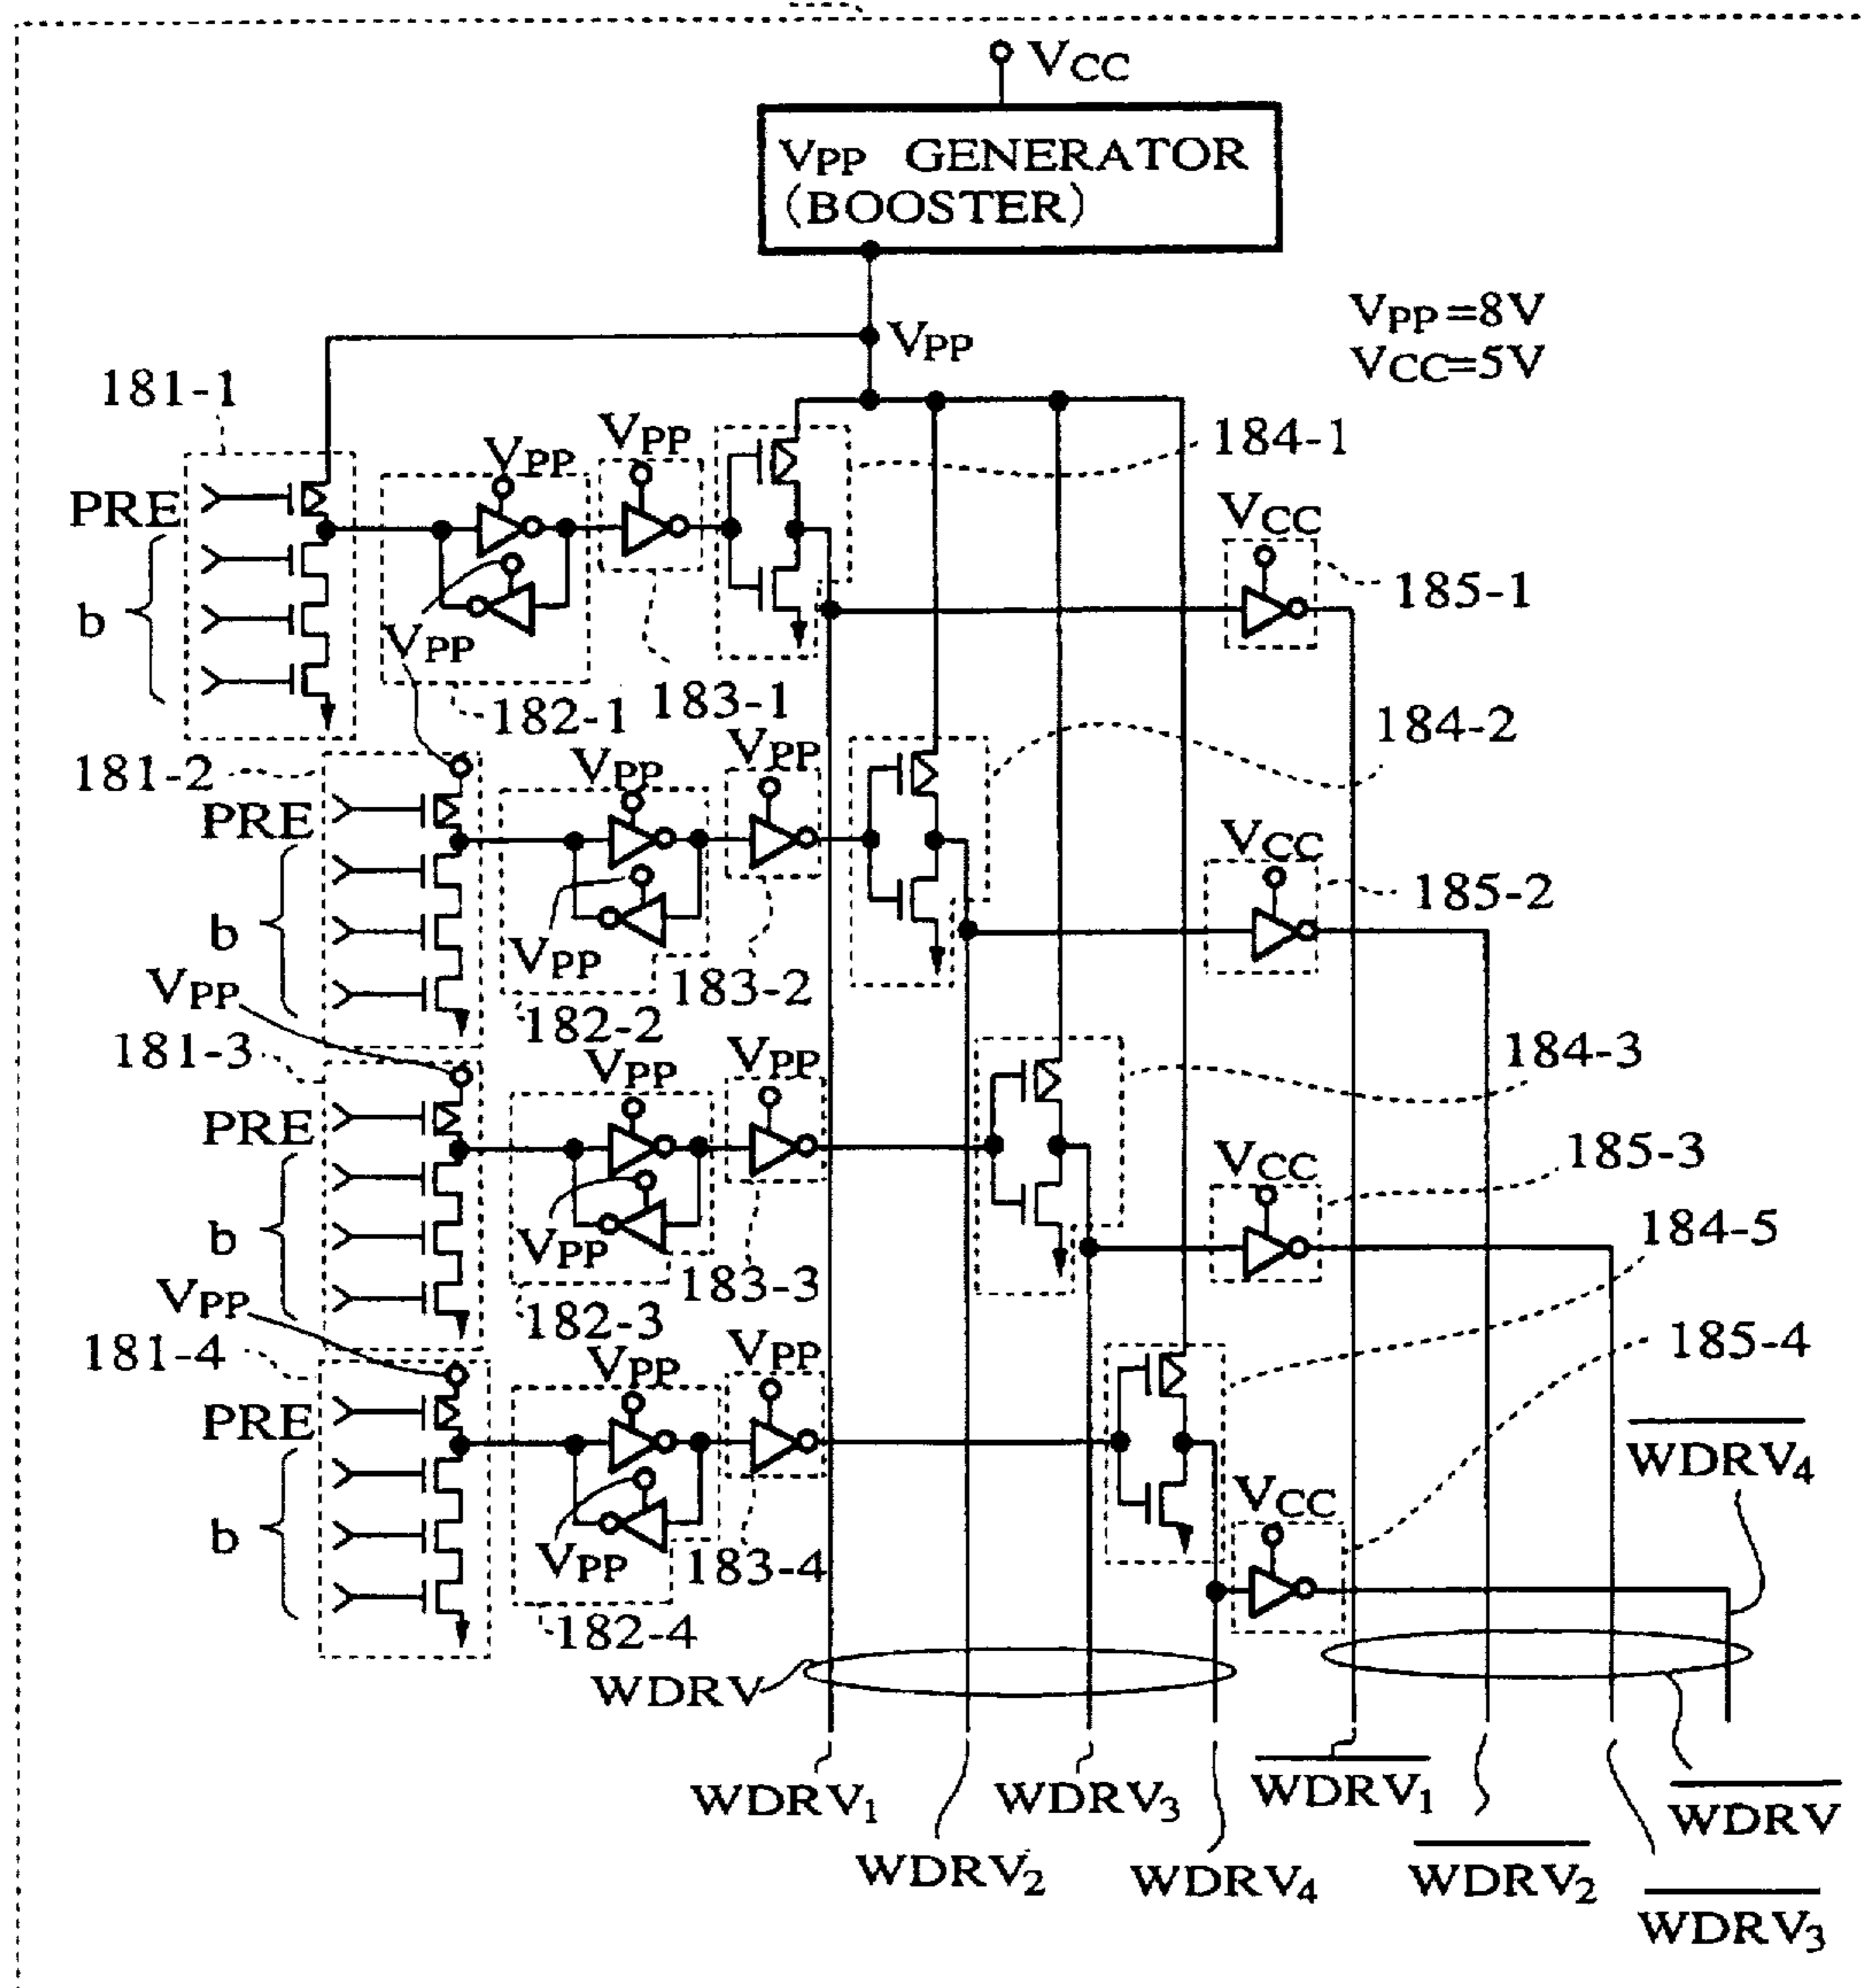 VCC
VPP GENERATOR
(BOOSTER)
VPP=8V
VCC=5V
VPP
181-1
184-1
VPP
VPP
PRE
b
VCC
185-1
VPP
182-1
183-1
184-2
181-2
VPP
VPP
PRE
VCC
185-2
b
VPP
VPP
183-2
182-2
181-3
184-3
VPP
VPP
PRE
VCC
185-3
b
VPP
183-3
184-5
VPP
182-3
181-4
VPP
VPP
185-4
PRE
WDRV4
VCC
b
VPP
183-4
182-4
WDRV
WDRV1
WDRV3
WDRV1
WDRV
WDRV2
WDRV4
WDRV2
WDRV3